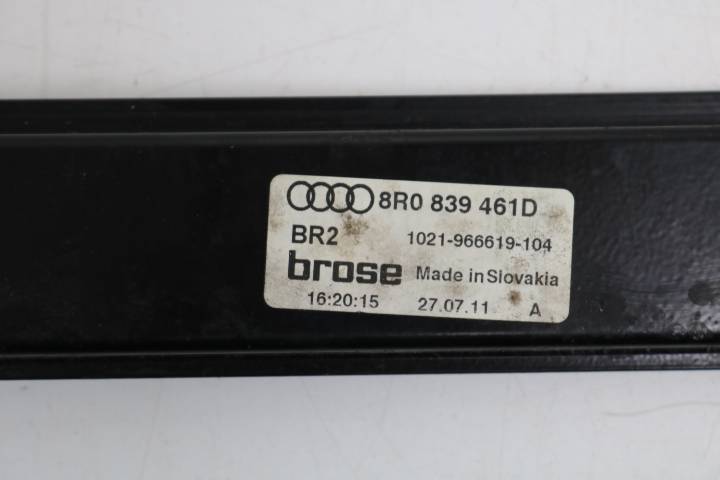 8R0 839 461D
BR2 1021-966619-104
brose Made in Slovakia
16:20:15 27.07.11 A